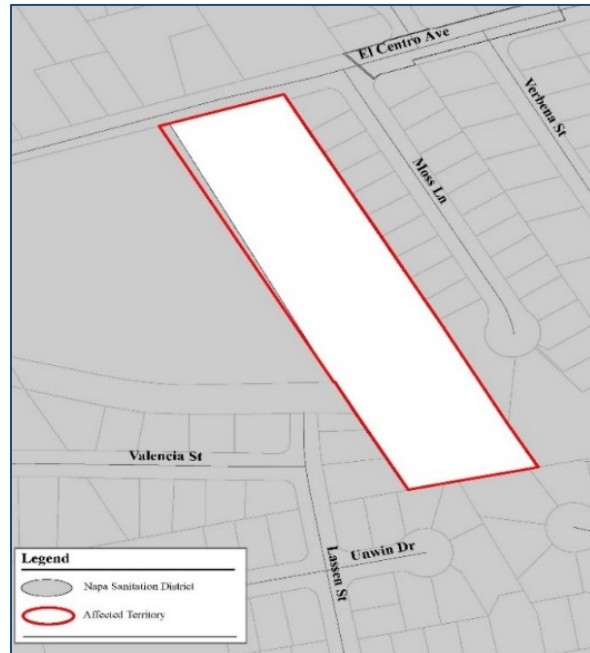 El Centro Ave
Verbena St
Moss Ln
Valencia St
Unwin Dr
Lassen St
Legend
Napa Sanitation District
Affected Territory